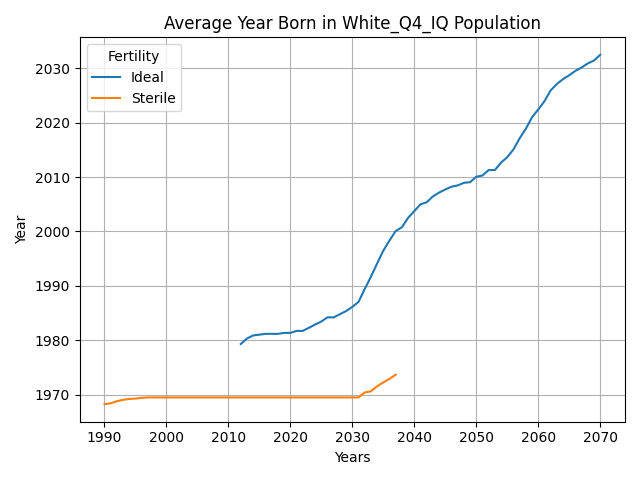 Average Year Born in White_Q4_IQ Population
Fertility
Ideal
Sterile
2030
2020
2010
2000
1990
1980
1970
Year
1990 2000 2010 2020 2030 2040 2050 2060 2070
Years